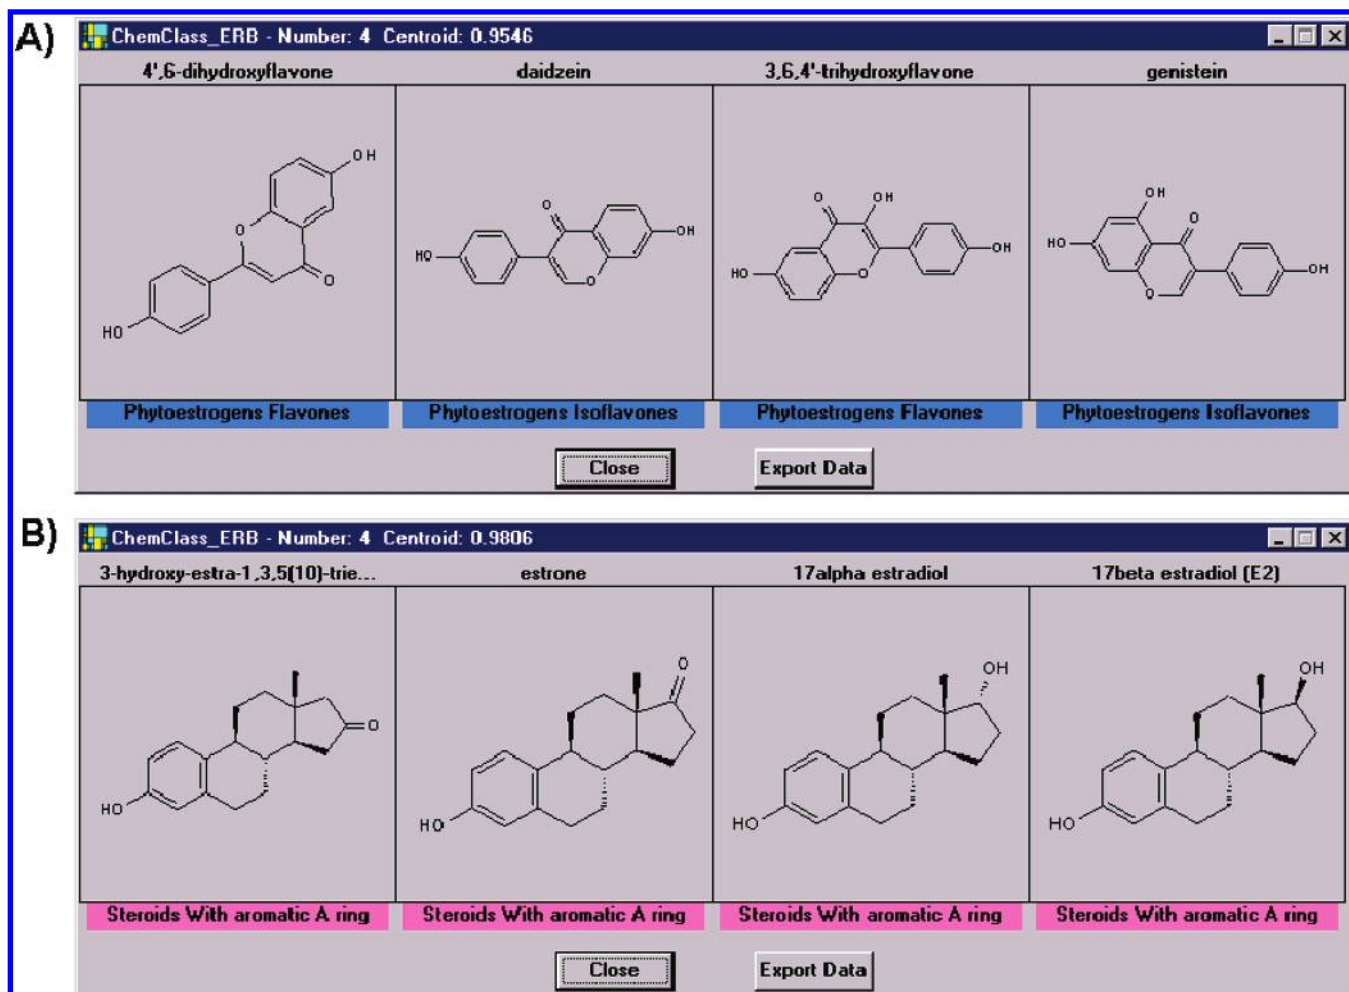 A)
ChemClass_ERB - Number: 4 Centroid: 0.9546
4',6-dihydroxyflavone daidzein 3,6,4'-trihydroxyflavone genistein
OH
O
O
HO
O
HO
OH
O
O
OH
HO
OH
O
OH
O
HO
OH
O
Phytoestrogens Flavones Phytoestrogens Isoflavones Phytoestrogens Flavones Phytoestrogens Isoflavones
Close Export Data
B)
ChemClass_ERB - Number: 4 Centroid: 0.9806
3-hydroxy-estra-1,3,5(10)-trie... estrone 17alpha estradiol 17beta estradiol (E2)
O
HO
O
HO
OH
HO
OH
HO
Steroids With aromatic A ring Steroids With aromatic A ring Steroids With aromatic A ring Steroids With aromatic A ring
Close Export Data